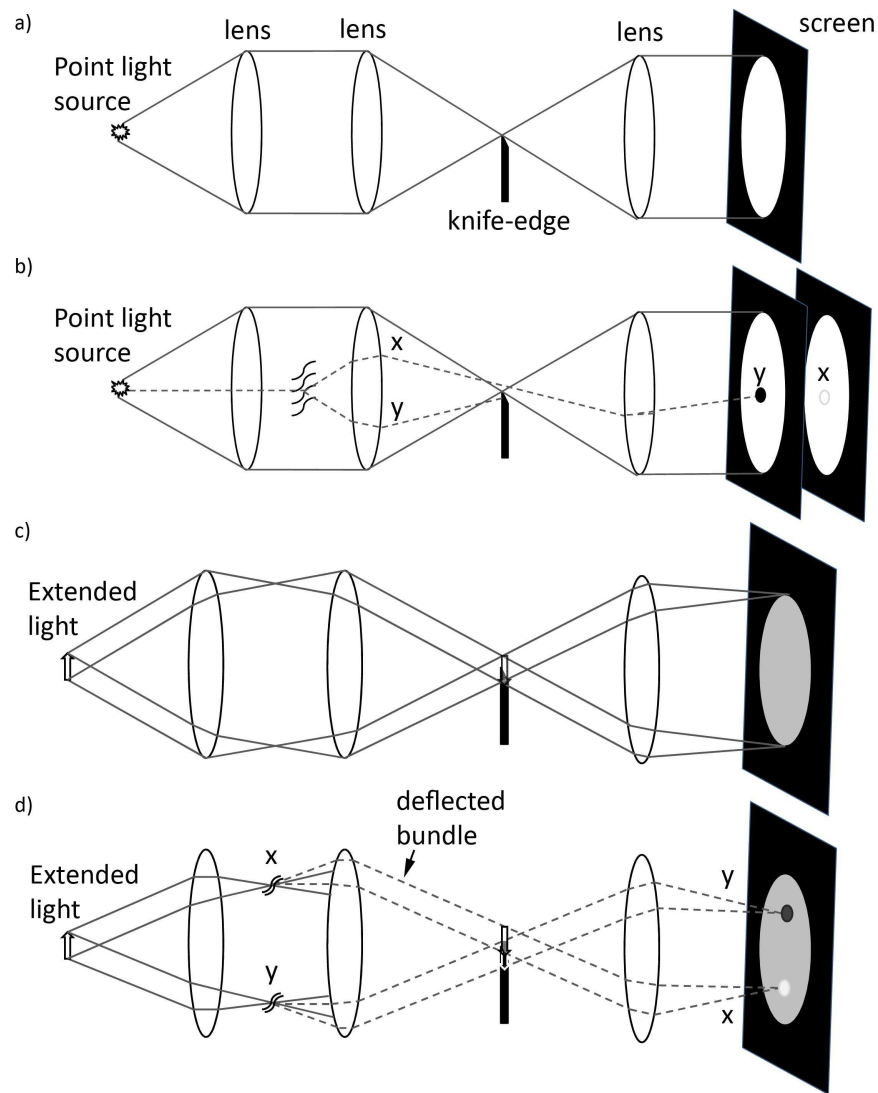 a)
lens
lens
lens
screen
Point light
source
knife-edge
b)
Point light
source
x
y
y
x
c)
Extended
light
d)
deflected
bundle
x
Extended
light
y
y
x